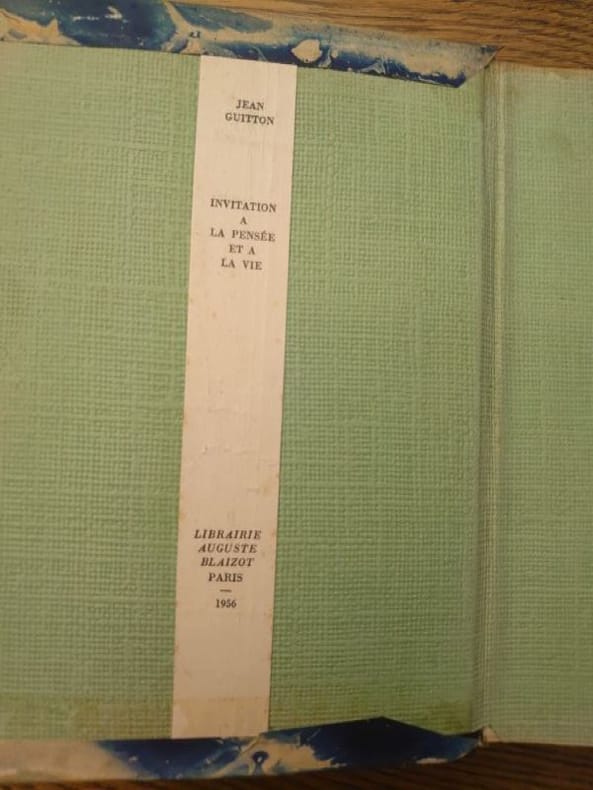 JEAN
GUITTON
INVITATION
A
LA PENSÉE
ET A
LA VIE
LIBRAIRIE
AUGUSTE
BLAIZOT
PARIS
—
1956